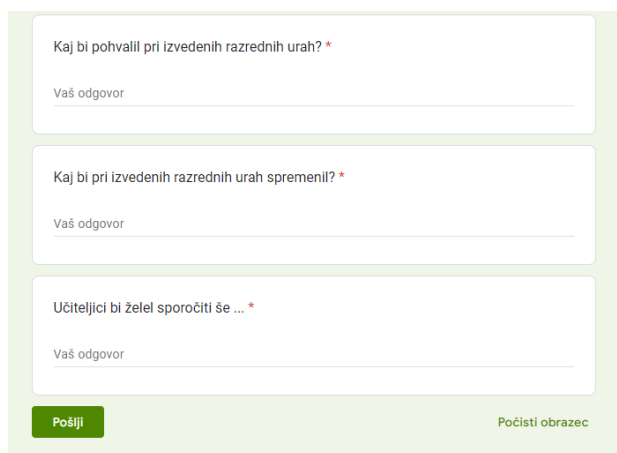 Kaj bi pohvalil pri izvedenih razrednih urah? *
Vaš odgovor
Kaj bi pri izvedenih razrednih urah spremenil? *
Vaš odgovor
Učiteljici bi želel sporočiti še ... *
Vaš odgovor
Pošlji
Počisti obrazec